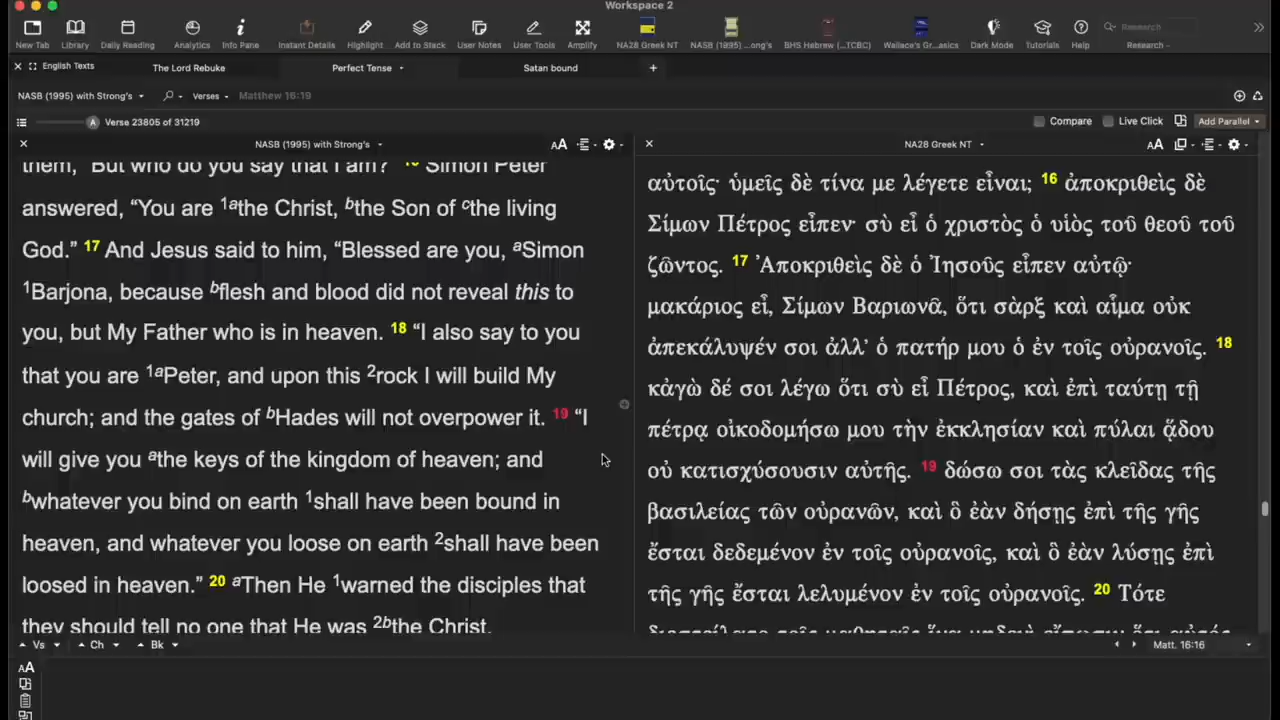 Workspace 2
New Tab Library Daily Reading Analytics Info Pane Instant Details Highlight Add to Stack User Notes User Tools Amplify NA28 Greek NT NASB (1995) ...ong's BHS Hebrew (...TCBC) Wallace's Gr...asics Dark Mode Tutorials Help Research Research
English Texts The Lord Rebuke Perfect Tense Satan bound
NASB (1995) with Strong's Verses Matthew 16:19
Verse 23805 of 31219 Compare Live Click Add Parallel
NASB (1995) with Strong's
them, "But who do you say that I am?" 16 Simon Peter
answered, “You are 1athe Christ, bthe Son of cthe living
God.” 17 And Jesus said to him, “Blessed are you, aSimon
1Barjona, because bflesh and blood did not reveal this to
you, but My Father who is in heaven. 18 “I also say to you
that you are 1aPeter, and upon this 2rock I will build My
church; and the gates of bHades will not overpower it. 19 “I
will give you athe keys of the kingdom of heaven; and
bwhatever you bind on earth 1shall have been bound in
heaven, and whatever you loose on earth 2shall have been
loosed in heaven.” 20 aThen He 1warned the disciples that
they should tell no one that He was 2bthe Christ.
NA28 Greek NT
αὐτοῖς· ὑμεῖς δὲ τίνα με λέγετε εἶναι; 16 ἀποκριθεὶς δὲ
Σίμων Πέτρος εἶπεν· σὺ εἶ ὁ χριστὸς ὁ υἱὸς τοῦ θεοῦ τοῦ
ζῶντος. 17 Ἀποκριθεὶς δὲ ὁ Ἰησοῦς εἶπεν αὐτῷ·
μακάριος εἶ, Σίμων Βαριωνᾶ, ὅτι σὰρξ καὶ αἷμα οὐκ
ἀπεκάλυψέν σοι ἀλλ’ ὁ πατήρ μου ὁ ἐν τοῖς οὐρανοῖς. 18
κἀγὼ δέ σοι λέγω ὅτι σὺ εἶ Πέτρος, καὶ ἐπὶ ταύτῃ τῇ
πέτρᾳ οἰκοδομήσω μου τὴν ἐκκλησίαν καὶ πύλαι ᾅδου
οὐ κατισχύσουσιν αὐτῆς. 19 δώσω σοι τὰς κλεῖδας τῆς
βασιλείας τῶν οὐρανῶν, καὶ ὃ ἐὰν δήσῃς ἐπὶ τῆς γῆς
ἔσται δεδεμένον ἐν τοῖς οὐρανοῖς, καὶ ὃ ἐὰν λύσῃς ἐπὶ
τῆς γῆς ἔσται λελυμένον ἐν τοῖς οὐρανοῖς. 20 Τότε
Vs Ch Bk Matt. 16:16